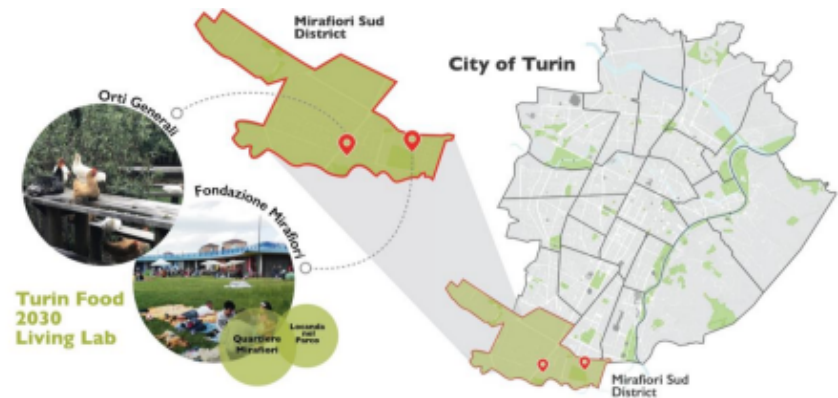 Mirafiori Sud
District
City of Turin
Orti Generali
Fondazione Mirafiori
Turin Food
2030
Living Lab
Quartiere
Mirafiori
Locanda
nel
Parco
Mirafiori Sud
District